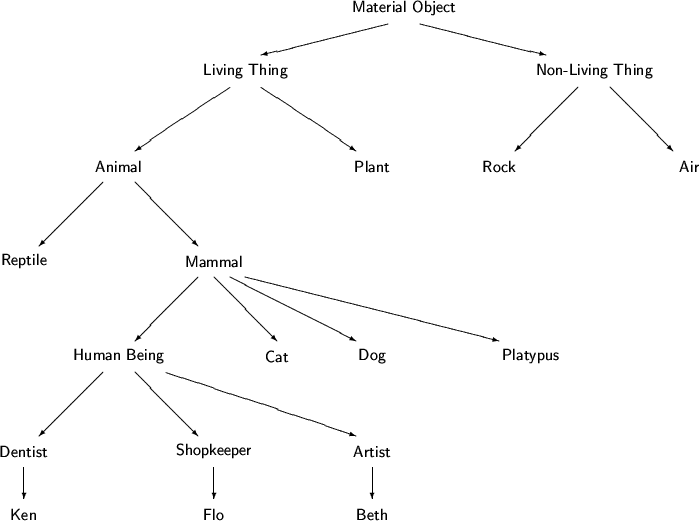 Material Object
Living Thing
Non-Living Thing
Animal
Plant
Rock
Air
Reptile
Mammal
Human Being
Cat
Dog
Platypus
Dentist
Shopkeeper
Artist
Ken
Flo
Beth